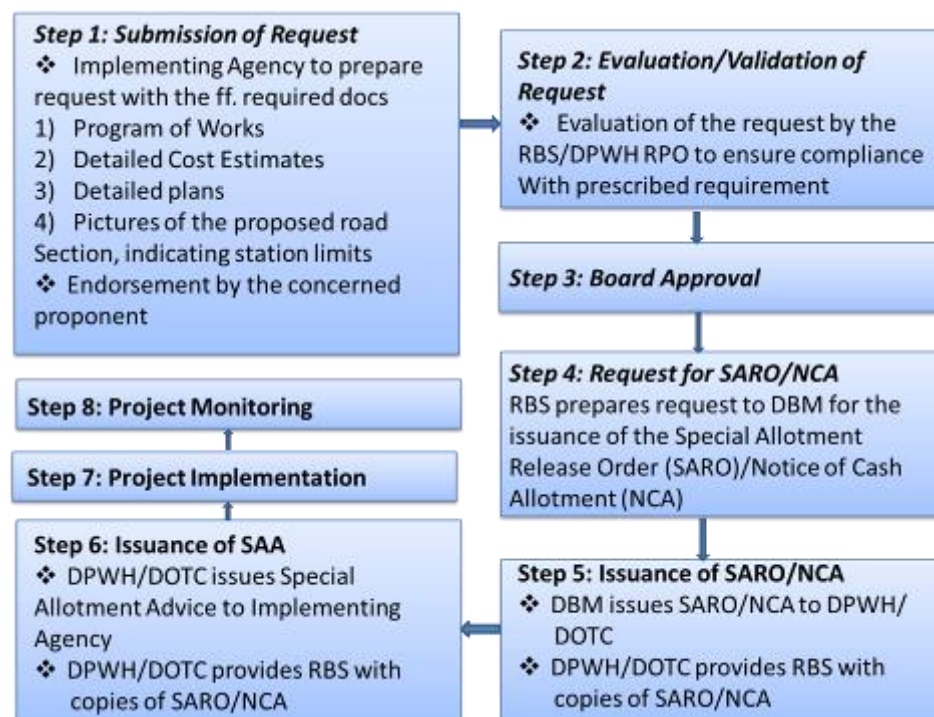 Step 1: Submission of Request
❖ Implementing Agency to prepare
request with the ff. required docs
1) Program of Works
2) Detailed Cost Estimates
3) Detailed plans
4) Pictures of the proposed road
Section, indicating station limits
❖ Endorsement by the concerned
proponent
Step 2: Evaluation/Validation of
Request
❖ Evaluation of the request by the
RBS/DPWH RPO to ensure compliance
With prescribed requirement
Step 3: Board Approval
Step 4: Request for SARO/NCA
RBS prepares request to DBM for the
issuance of the Special Allotment
Release Order (SARO)/Notice of Cash
Allotment (NCA)
Step 5: Issuance of SARO/NCA
❖ DBM issues SARO/NCA to DPWH/
DOTC
❖ DPWH/DOTC provides RBS with
copies of SARO/NCA
Step 6: Issuance of SAA
❖ DPWH/DOTC issues Special
Allotment Advice to Implementing
Agency
❖ DPWH/DOTC provides RBS with
copies of SARO/NCA
Step 7: Project Implementation
Step 8: Project Monitoring